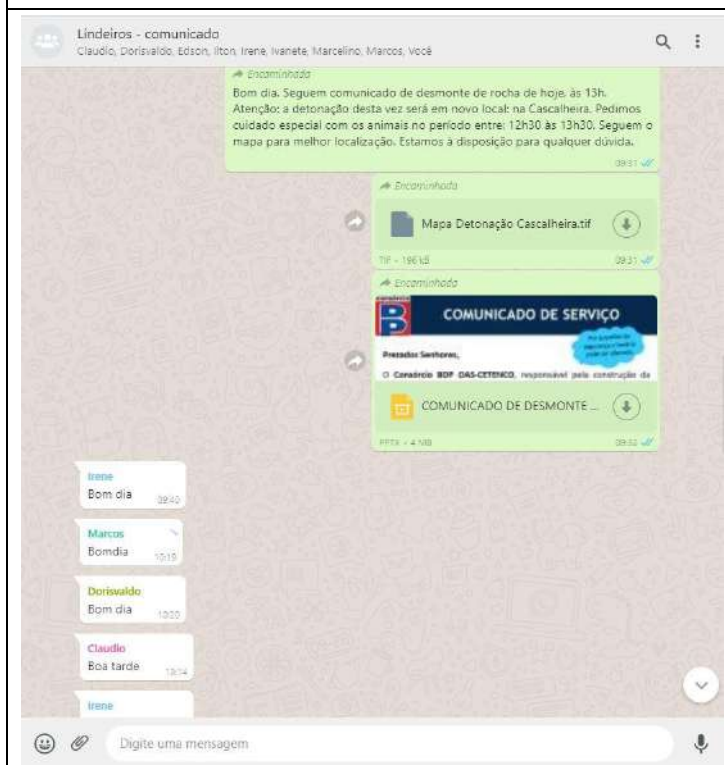 Lindeiros - comunicado
Claudio, Dorisvaldo, Edson, Ilton, Irene, Ivanete, Marcelino, Marcos, Você
Encaminhada
Bom dia. Seguem comunicado de desmonte de rocha de hoje, às 13h.
Atenção: a detonação desta vez será em novo local: na Cascalheira. Pedimos
cuidado especial com os animais no período entre: 12h30 às 13h30. Seguem o
mapa para melhor localização. Estamos à disposição para qualquer dúvida.
09:31
Encaminhada
Mapa Detonação Cascalheira.tif
TIF • 196 kB 09:31
Encaminhada
B
COMUNICADO DE SERVIÇO
Prezados Senhores,
O Consórcio BDP OAS-CETENCO, responsável pela construção da
COMUNICADO DE DESMONTE ...
PPTX • 4 MB 09:32
Irene
Bom dia 09:40
Marcos
Bomdia 10:19
Dorisvaldo
Bom dia
Claudio
Boa tarde
Irene
Digite uma mensagem